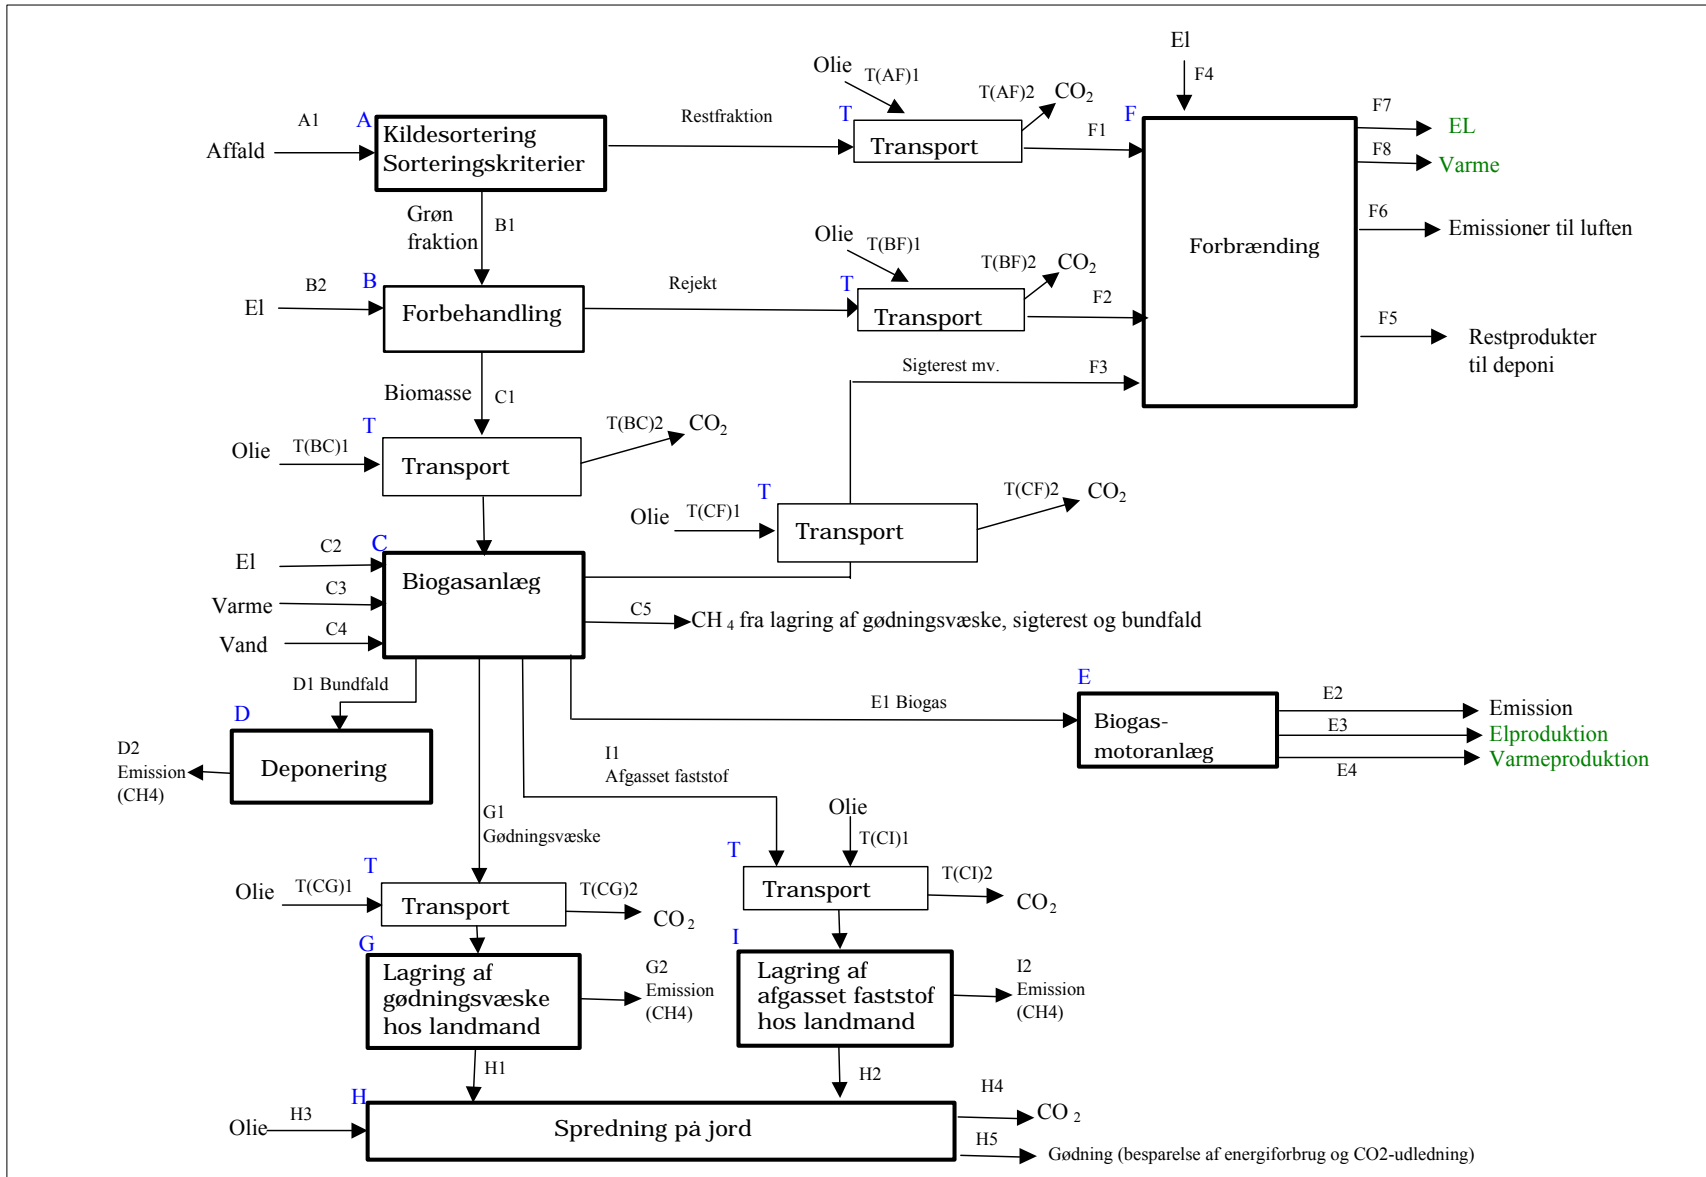 El
F4
Olie
T(AF)1
T(AF)2
CO2
A1
A
Kildesortering
Sorteringskriterier
Affald
Restfraktion
T
Transport
F1
F
F7
EL
F8
Varme
Grøn
fraktion
B1
Olie
T(BF)1
T(BF)2
CO2
F6
Emissioner til luften
Forbrænding
B2
B
El
Forbehandling
Rejekt
T
Transport
F2
F5
Restprodukter
til deponi
Sigterest mv.
F3
Biomasse
C1
T
T(BC)2
CO2
Olie
T(BC)1
Transport
T
T(CF)2
CO2
Olie
T(CF)1
Transport
C
C2
El
Biogasanlæg
C3
Varme
C4
Vand
C5
CH4 fra lagring af gødningsvæske, sigterest og bundfald
D1 Bundfald
E1 Biogas
E
E2
Emission
Biogas-
motoranlæg
E3
Elproduktion
E4
Varmeproduktion
D
D2
Emission
(CH4)
Deponering
I1
Afgasset faststof
G1
Gødningsvæske
Olie
T(CI)1
T
T(CG)1
Olie
Transport
T(CG)2
CO2
T
Transport
T(CI)2
CO2
G
Lagring af
gødningsvæske
hos landmand
G2
Emission
(CH4)
I
Lagring af
afgasset faststof
hos landmand
I2
Emission
(CH4)
H1
H2
H
H3
Olie
Spredning på jord
H4
CO2
H5
Gødning (besparelse af energiforbrug og CO2-udledning)